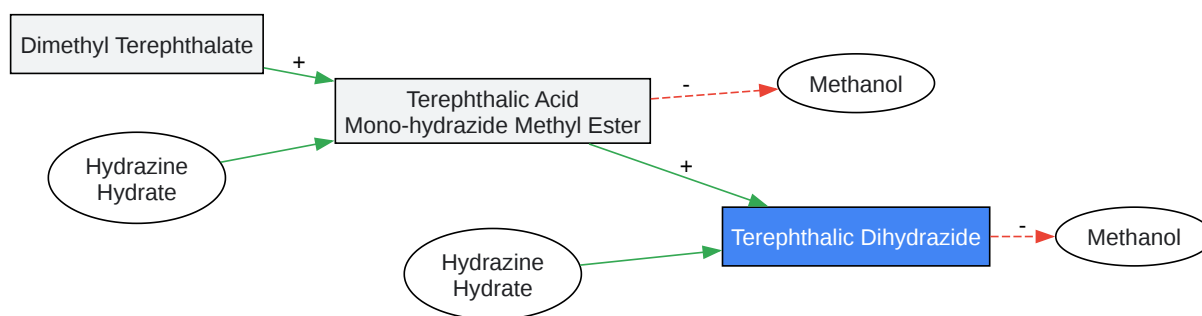 Dimethyl Terephthalate
+
Terephthalic Acid
Mono-hydrazide Methyl Ester
-
Methanol
Hydrazine
Hydrate
+
Terephthalic Dihydrazide
-
Methanol
Hydrazine
Hydrate